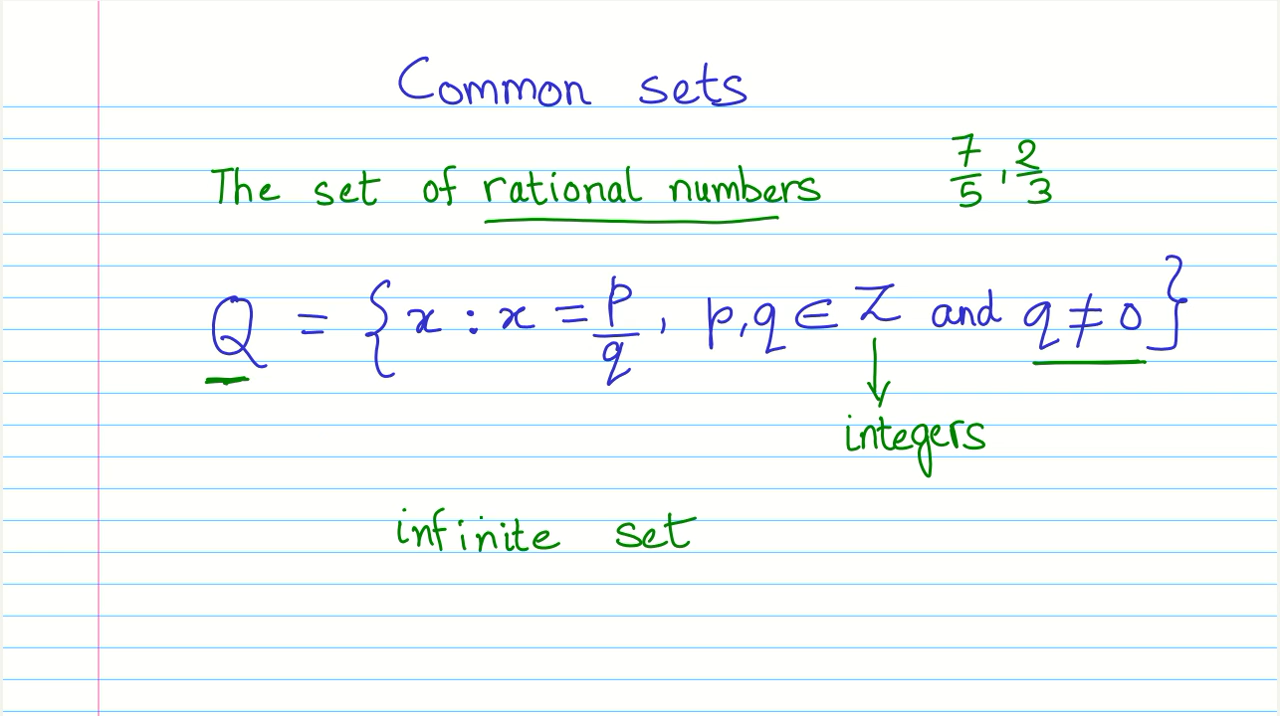 Common sets
The set of rational numbers 7/5, 2/3
Q = {x : x = p/q, p,q ∈ Z and q ≠ 0}
integers
infinite set